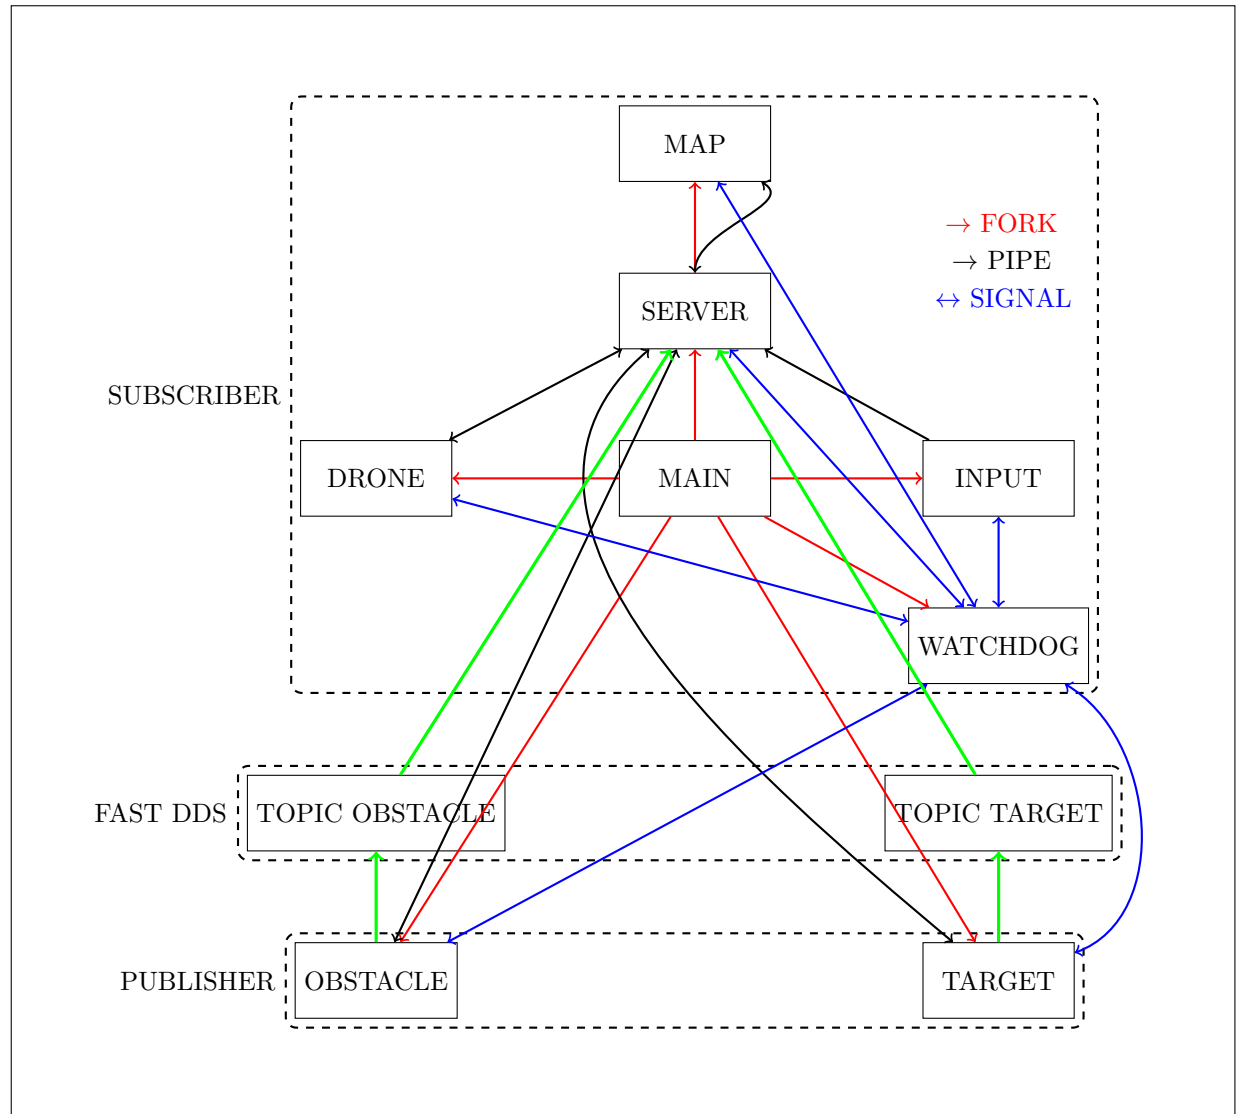 MAP
→ FORK
→ PIPE
↔ SIGNAL
SERVER
SUBSCRIBER
DRONE
MAIN
INPUT
WATCHDOG
FAST DDS
TOPIC OBSTACLE
TOPIC TARGET
PUBLISHER
OBSTACLE
TARGET